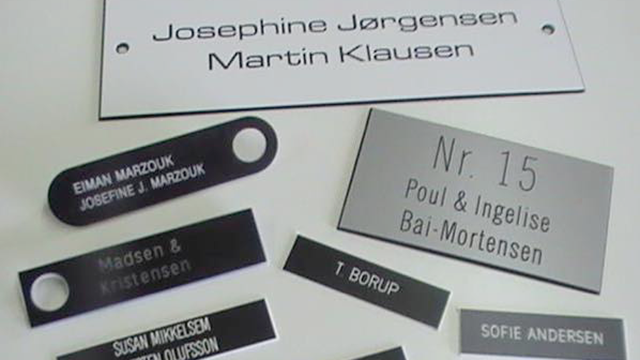 Josephine Jørgensen
Martin Klausen
EIMAN MARZOUK
JOSEFINE J. MARZOUK
Nr. 15
Poul & Ingelise
Bai-Mortensen
Madsen &
Kristensen
T. BORUP
SUSAN MIKKELSEM
OLUFSSON
SOFIE ANDERSEN